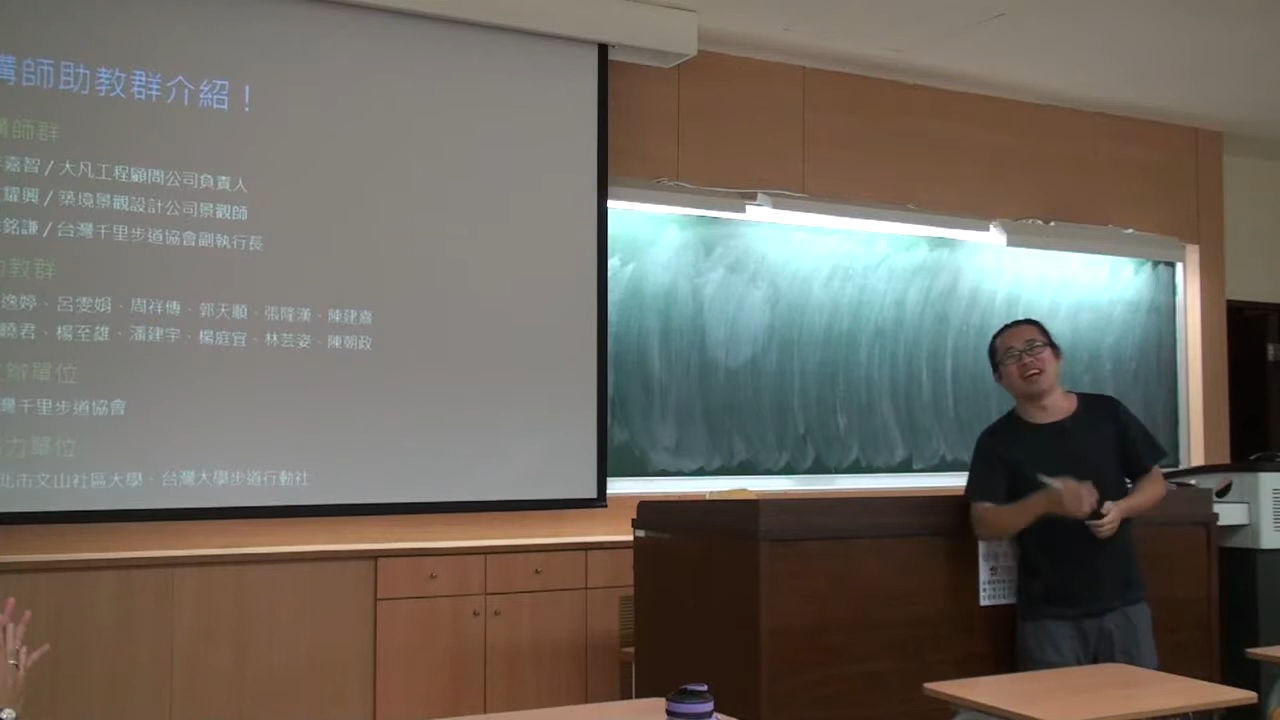 講師助教群介紹！
講師群
嘉智 / 大凡工程顧問公司負責人
耀興 / 築境景觀設計公司景觀師
銘謙 / 台灣千里步道協會副執行長
助教群
逸婷、呂雯娟、周祥傳、郭天順、張隆漢、陳建嘉
曉君、楊至雄、潘建宇、楊庭宜、林芸姿、陳朝政
辦單位
灣千里步道協會
力單位
北市文山社區大學、台灣大學步道行動社